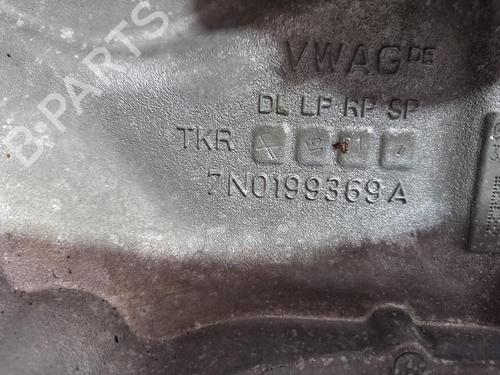 B-PARTS
VWAG DE
DL LP RP SP
TKR
7N0199369A